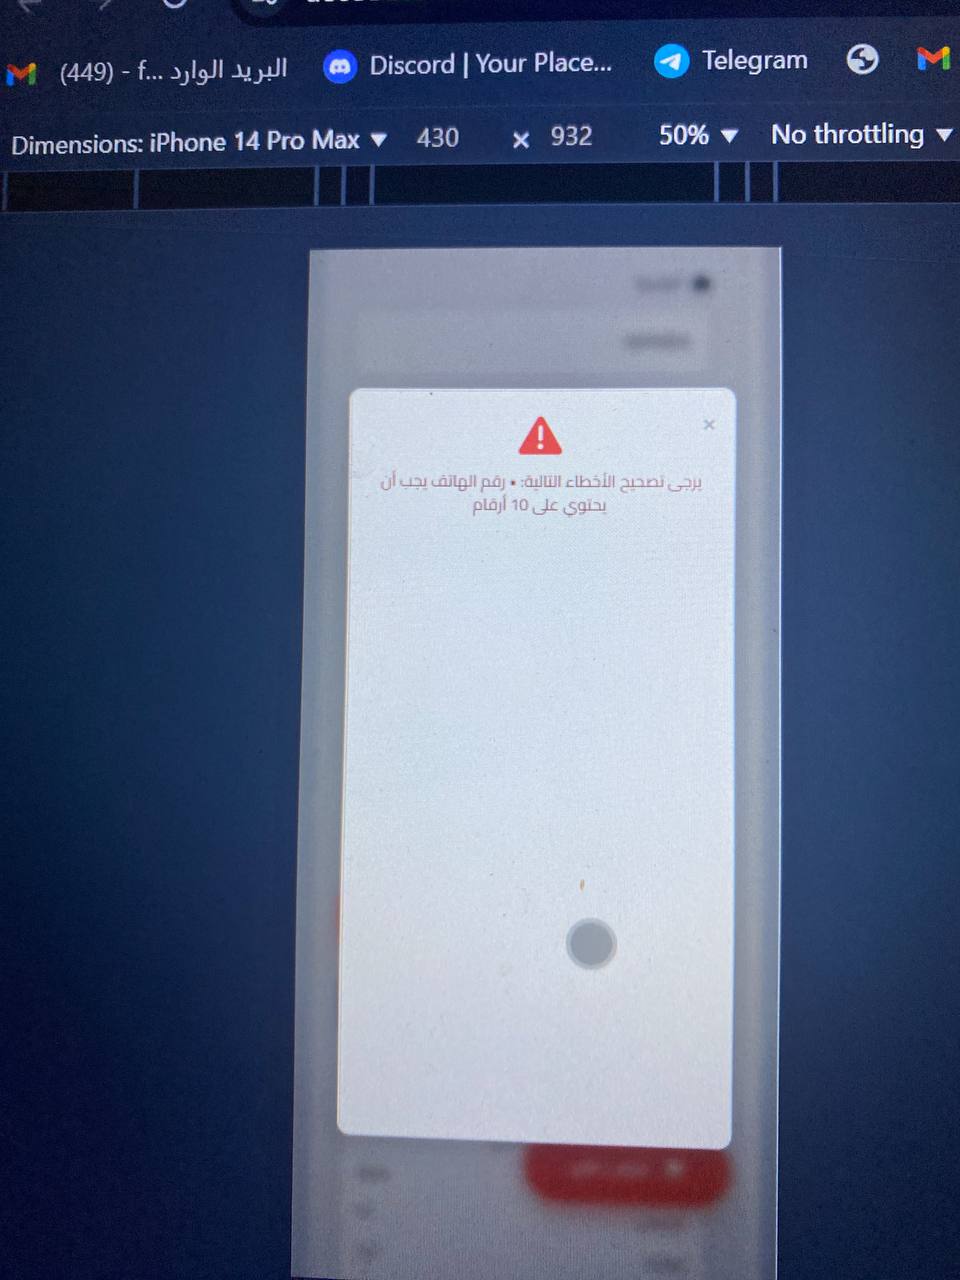 (449) - f... البريد الوارد
Discord | Your Place...
Telegram
Dimensions: iPhone 14 Pro Max ▼ 430 × 932 50% ▼ No throttling ▼
×
يرجى تصحيح الأخطاء التالية: • رقم الهاتف يجب أن
يحتوي على 10 أرقام